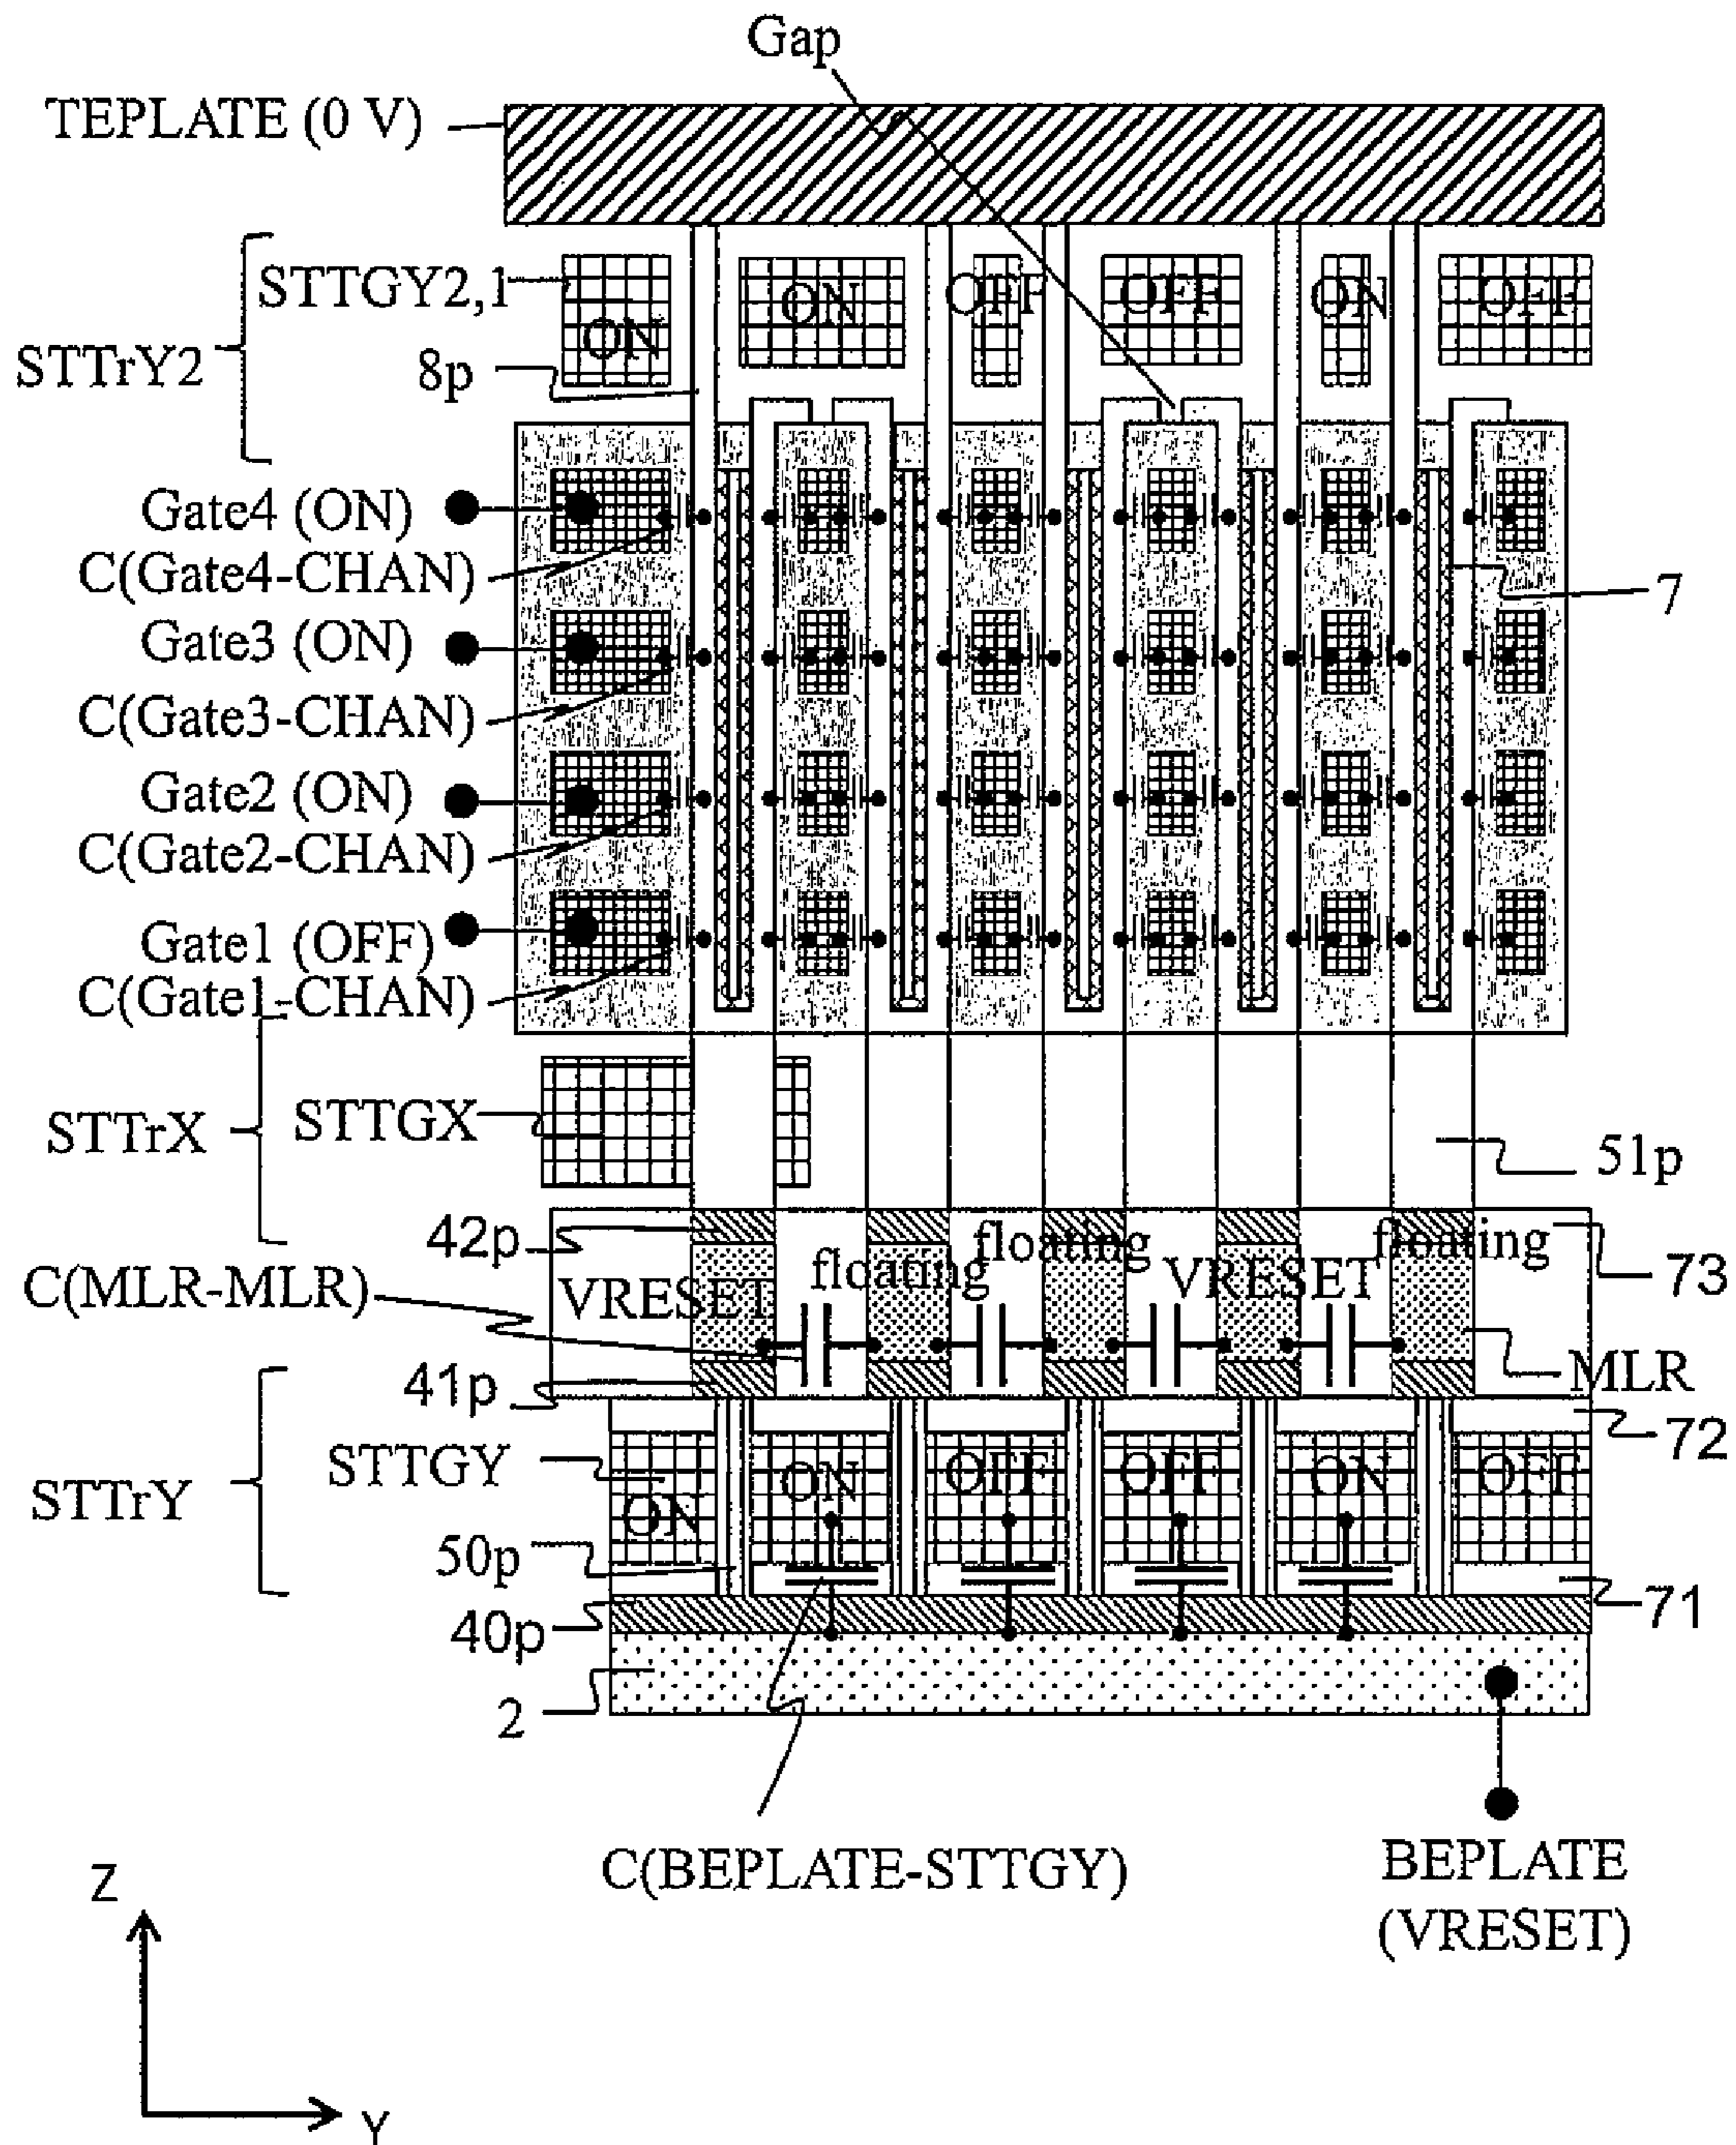 Gap
TEPLATE (0 V)
STTGY2,1
ON
ON
OFF
OFF
ON
OFF
STTrY2
8p
Gate4 (ON)
C(Gate4-CHAN)
7
Gate3 (ON)
C(Gate3-CHAN)
Gate2 (ON)
C(Gate2-CHAN)
Gate1 (OFF)
C(Gate1-CHAN)
STTrX
STTGX
51p
42p
floating
floating
floating
73
C(MLR-MLR)
VRESET
VRESET
41p
MLR
72
STTrY
STTGY
ON
ON
OFF
OFF
ON
OFF
50p
71
40p
2
C(BEPLATE-STTGY)
BEPLATE
(VRESET)
Z
Y